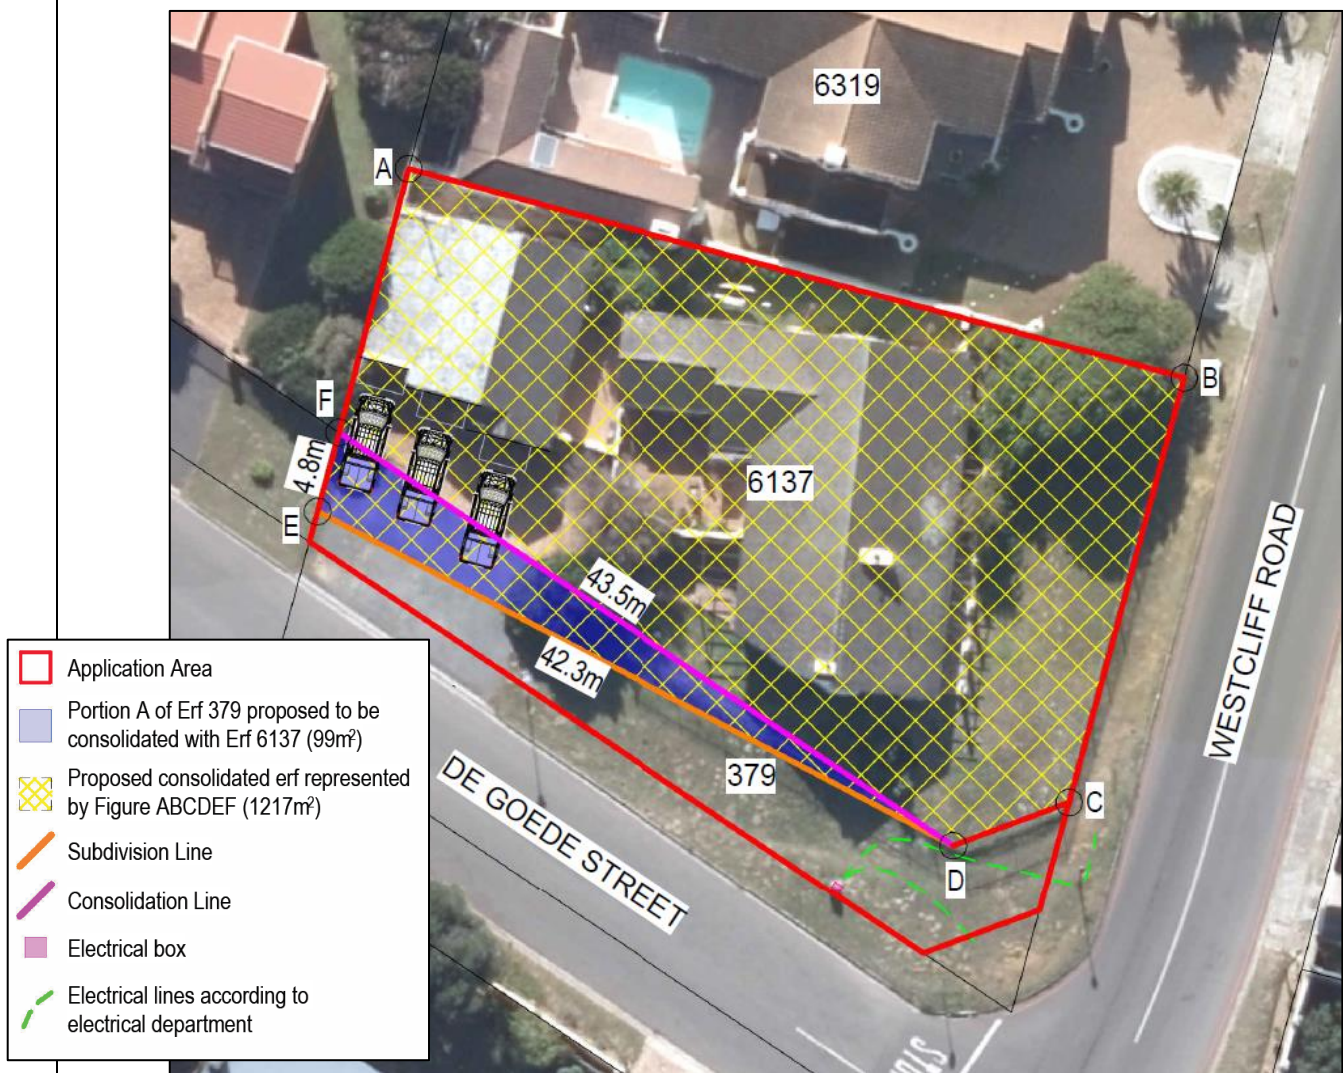 6319
A
B
F
4.8m
E
6137
43.5m
42.3m
WESTCLIFF ROAD
379
C
D
DE GOEDE STREET
Application Area
Portion A of Erf 379 proposed to be
consolidated with Erf 6137 (99m²)
Proposed consolidated erf represented
by Figure ABCDEF (1217m²)
Subdivision Line
Consolidation Line
Electrical box
Electrical lines according to
electrical department